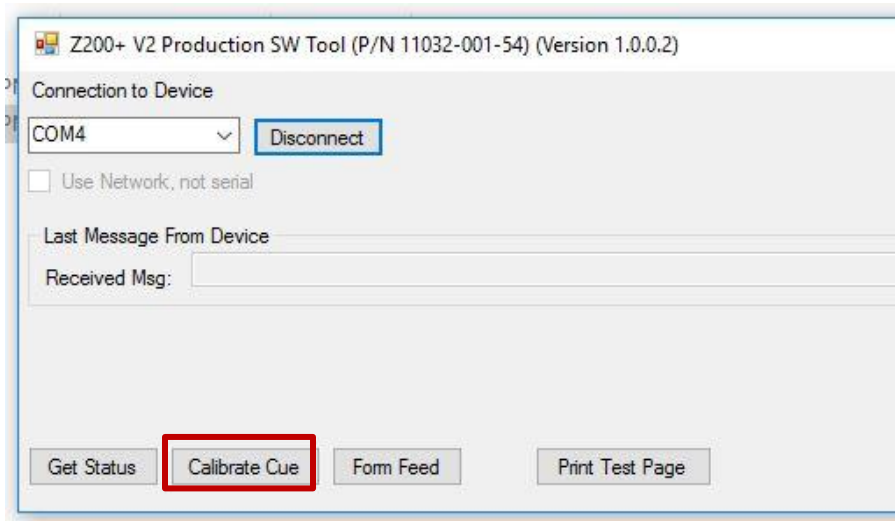 Z200+ V2 Production SW Tool (P/N 11032-001-54) (Version 1.0.0.2)
Connection to Device
COM4
Disconnect
Use Network, not serial
Last Message From Device
Received Msg:
Get Status
Calibrate Cue
Form Feed
Print Test Page